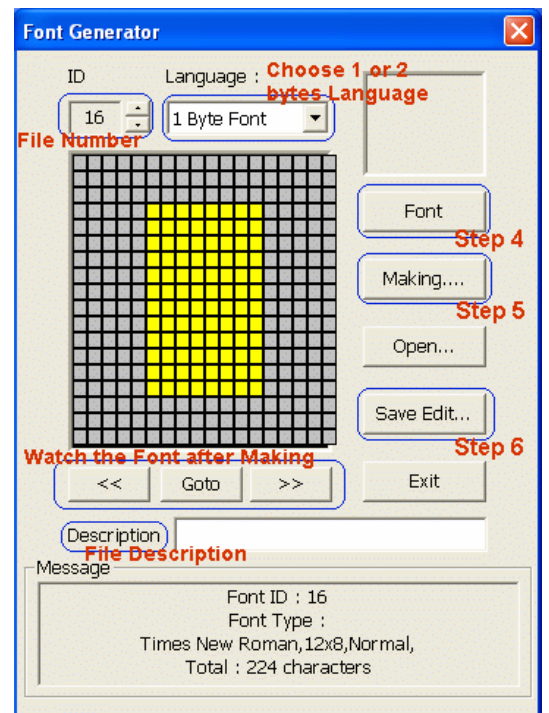 Font Generator
ID
Language :
Choose 1 or 2
bytes Language
16
1 Byte Font
File Number
Font
Step 4
Making....
Step 5
Open...
Save Edit...
Step 6
Watch the Font after Making
<<
Goto
>>
Exit
Description
File Description
Message
Font ID : 16
Font Type :
Times New Roman,12x8,Normal,
Total : 224 characters